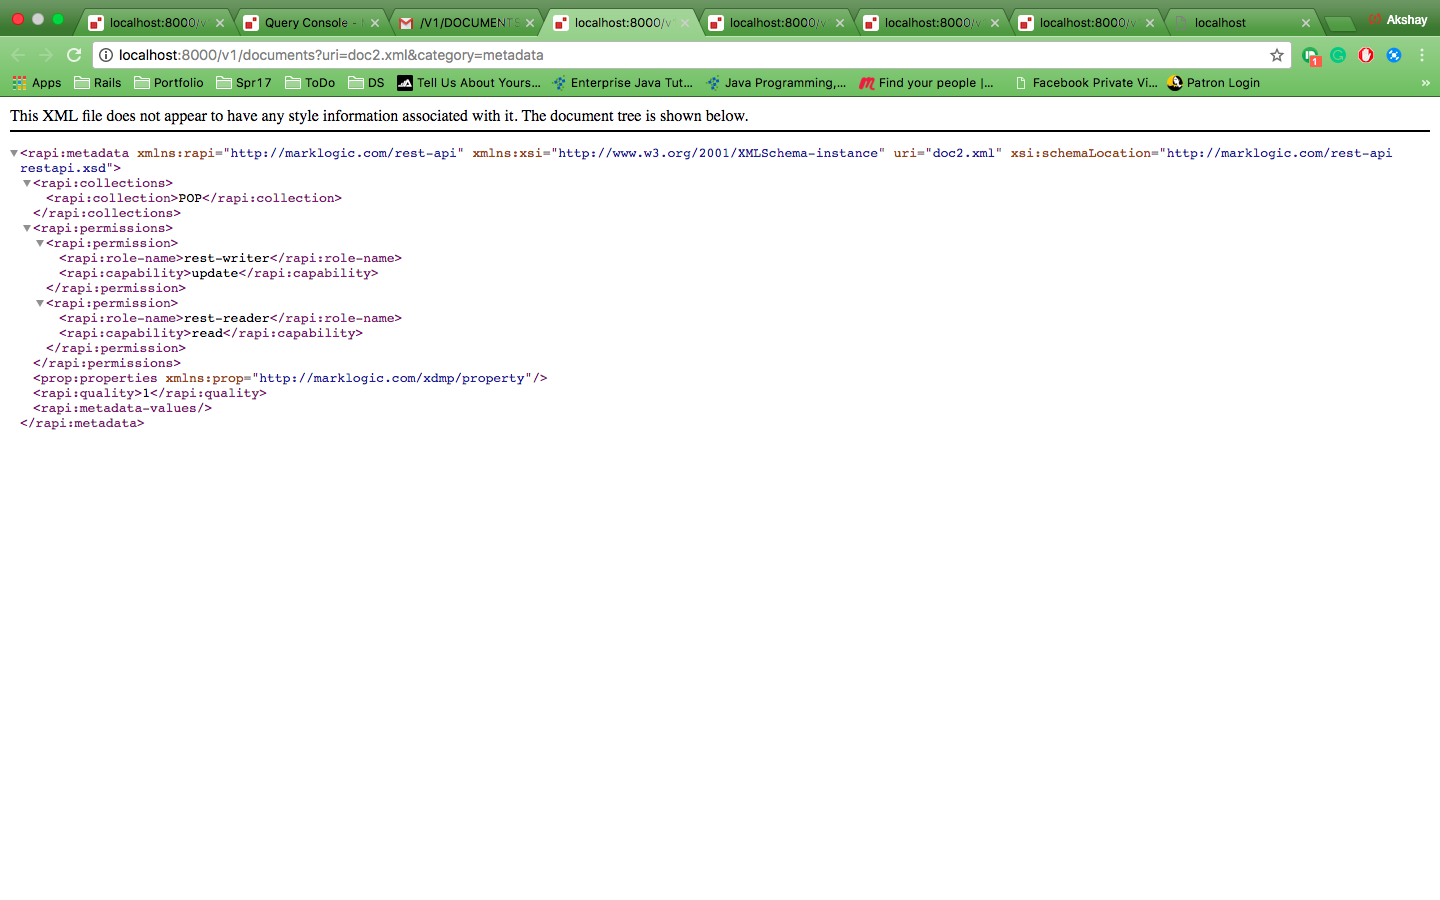 localhost:8000/v
Query Console -
/V1/DOCUMENTS
localhost:8000/v
localhost:8000/v
localhost:8000/v
localhost:8000/v
localhost
Akshay
localhost:8000/v1/documents?uri=doc2.xml&category=metadata
1
Apps Rails Portfolio Spr17 ToDo DS Tell Us About Yours... Enterprise Java Tut... Java Programming,... Find your people |... Facebook Private Vi... Patron Login »
This XML file does not appear to have any style information associated with it. The document tree is shown below.
<rapi:metadata xmlns:rapi="http://marklogic.com/rest-api" xmlns:xsi="http://www.w3.org/2001/XMLSchema-instance" uri="doc2.xml" xsi:schemaLocation="http://marklogic.com/rest-api
restapi.xsd">
<rapi:collections>
<rapi:collection>POP</rapi:collection>
</rapi:collections>
<rapi:permissions>
<rapi:permission>
<rapi:role-name>rest-writer</rapi:role-name>
<rapi:capability>update</rapi:capability>
</rapi:permission>
<rapi:permission>
<rapi:role-name>rest-reader</rapi:role-name>
<rapi:capability>read</rapi:capability>
</rapi:permission>
</rapi:permissions>
<prop:properties xmlns:prop="http://marklogic.com/xdmp/property"/>
<rapi:quality>1</rapi:quality>
<rapi:metadata-values/>
</rapi:metadata>